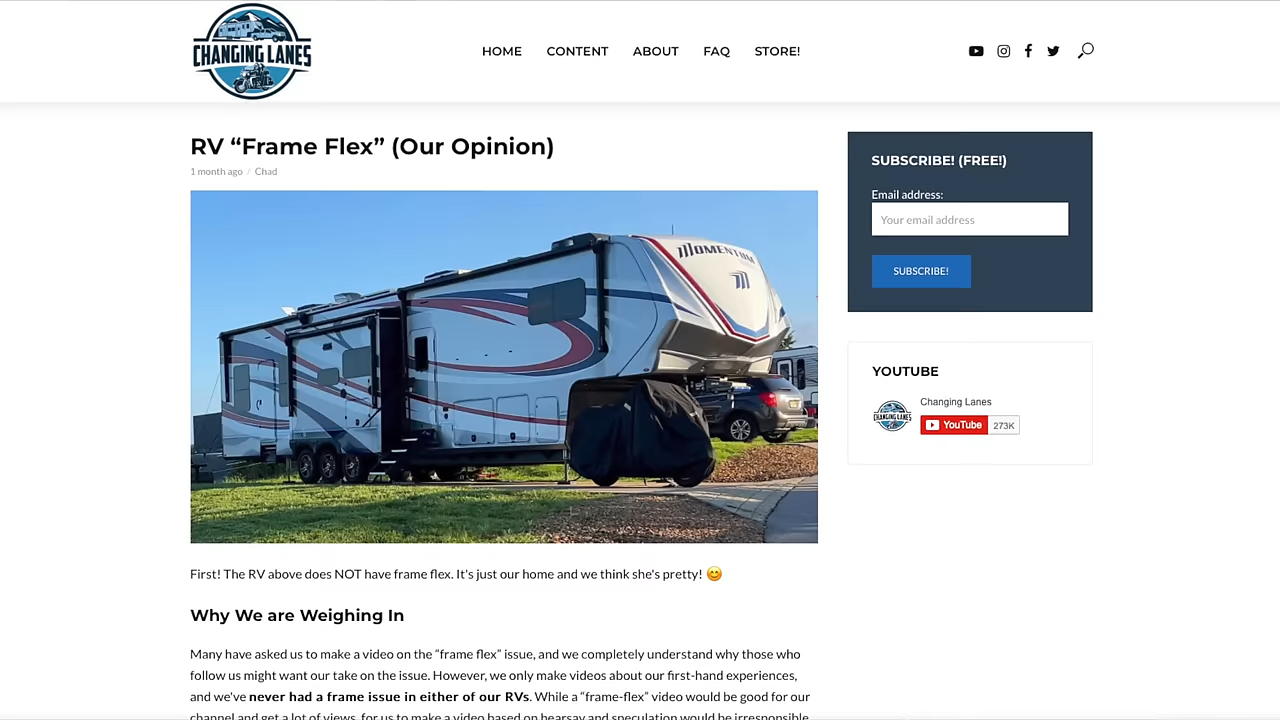 CHANGING LANES
HOME CONTENT ABOUT FAQ STORE!
RV “Frame Flex” (Our Opinion)
1 month ago / Chad
MOMENTUM
First! The RV above does NOT have frame flex. It's just our home and we think she's pretty! 😊
Why We are Weighing In
Many have asked us to make a video on the “frame flex” issue, and we completely understand why those who
follow us might want our take on the issue. However, we only make videos about our first-hand experiences,
and we've never had a frame issue in either of our RVs. While a “frame-flex” video would be good for our
channel and get a lot of views, for us to make a video based on hearsay and speculation would be irresponsible
SUBSCRIBE! (FREE!)
Email address:
Your email address
SUBSCRIBE!
YOUTUBE
CHANGING LANES
Changing Lanes
YouTube 273K